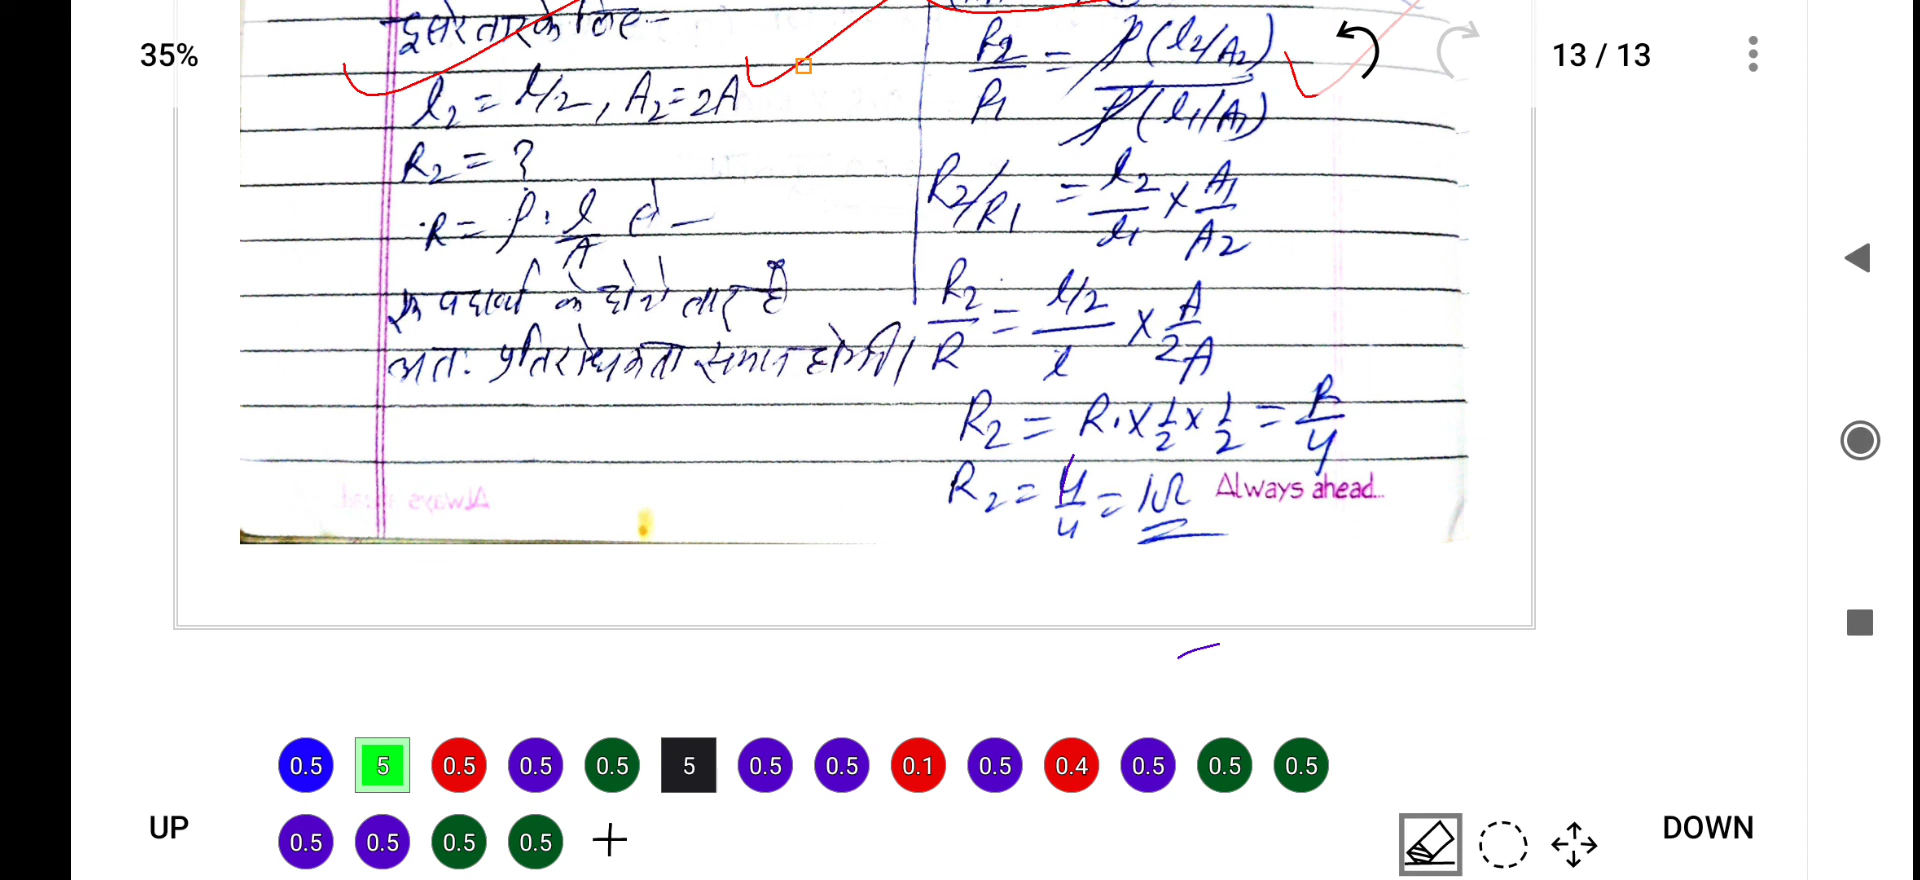 35%
13 / 13
दूसरे तार के लिए-
l₂ = l/2 , A₂ = 2A
R₂ = ?
R = ρ · l/A से —
पदार्थ के दोनो तार है
अतः प्रतिरोधकता समान होगी।
R₂/R₁ = ρ(l₂/A₂)/ρ(l₁/A₁)
R₂/R₁ = l₂/l₁ × A₁/A₂
R₂/R = l/2/l × A/2A
R₂ = R · × 1/2 × 1/2 = R/4
R₂ = 4/4 = 1Ω
Always ahead...
0.5 5 0.5 0.5 0.5 5 0.5 0.5 0.1 0.5 0.4 0.5 0.5 0.5
UP
0.5 0.5 0.5 0.5 +
DOWN